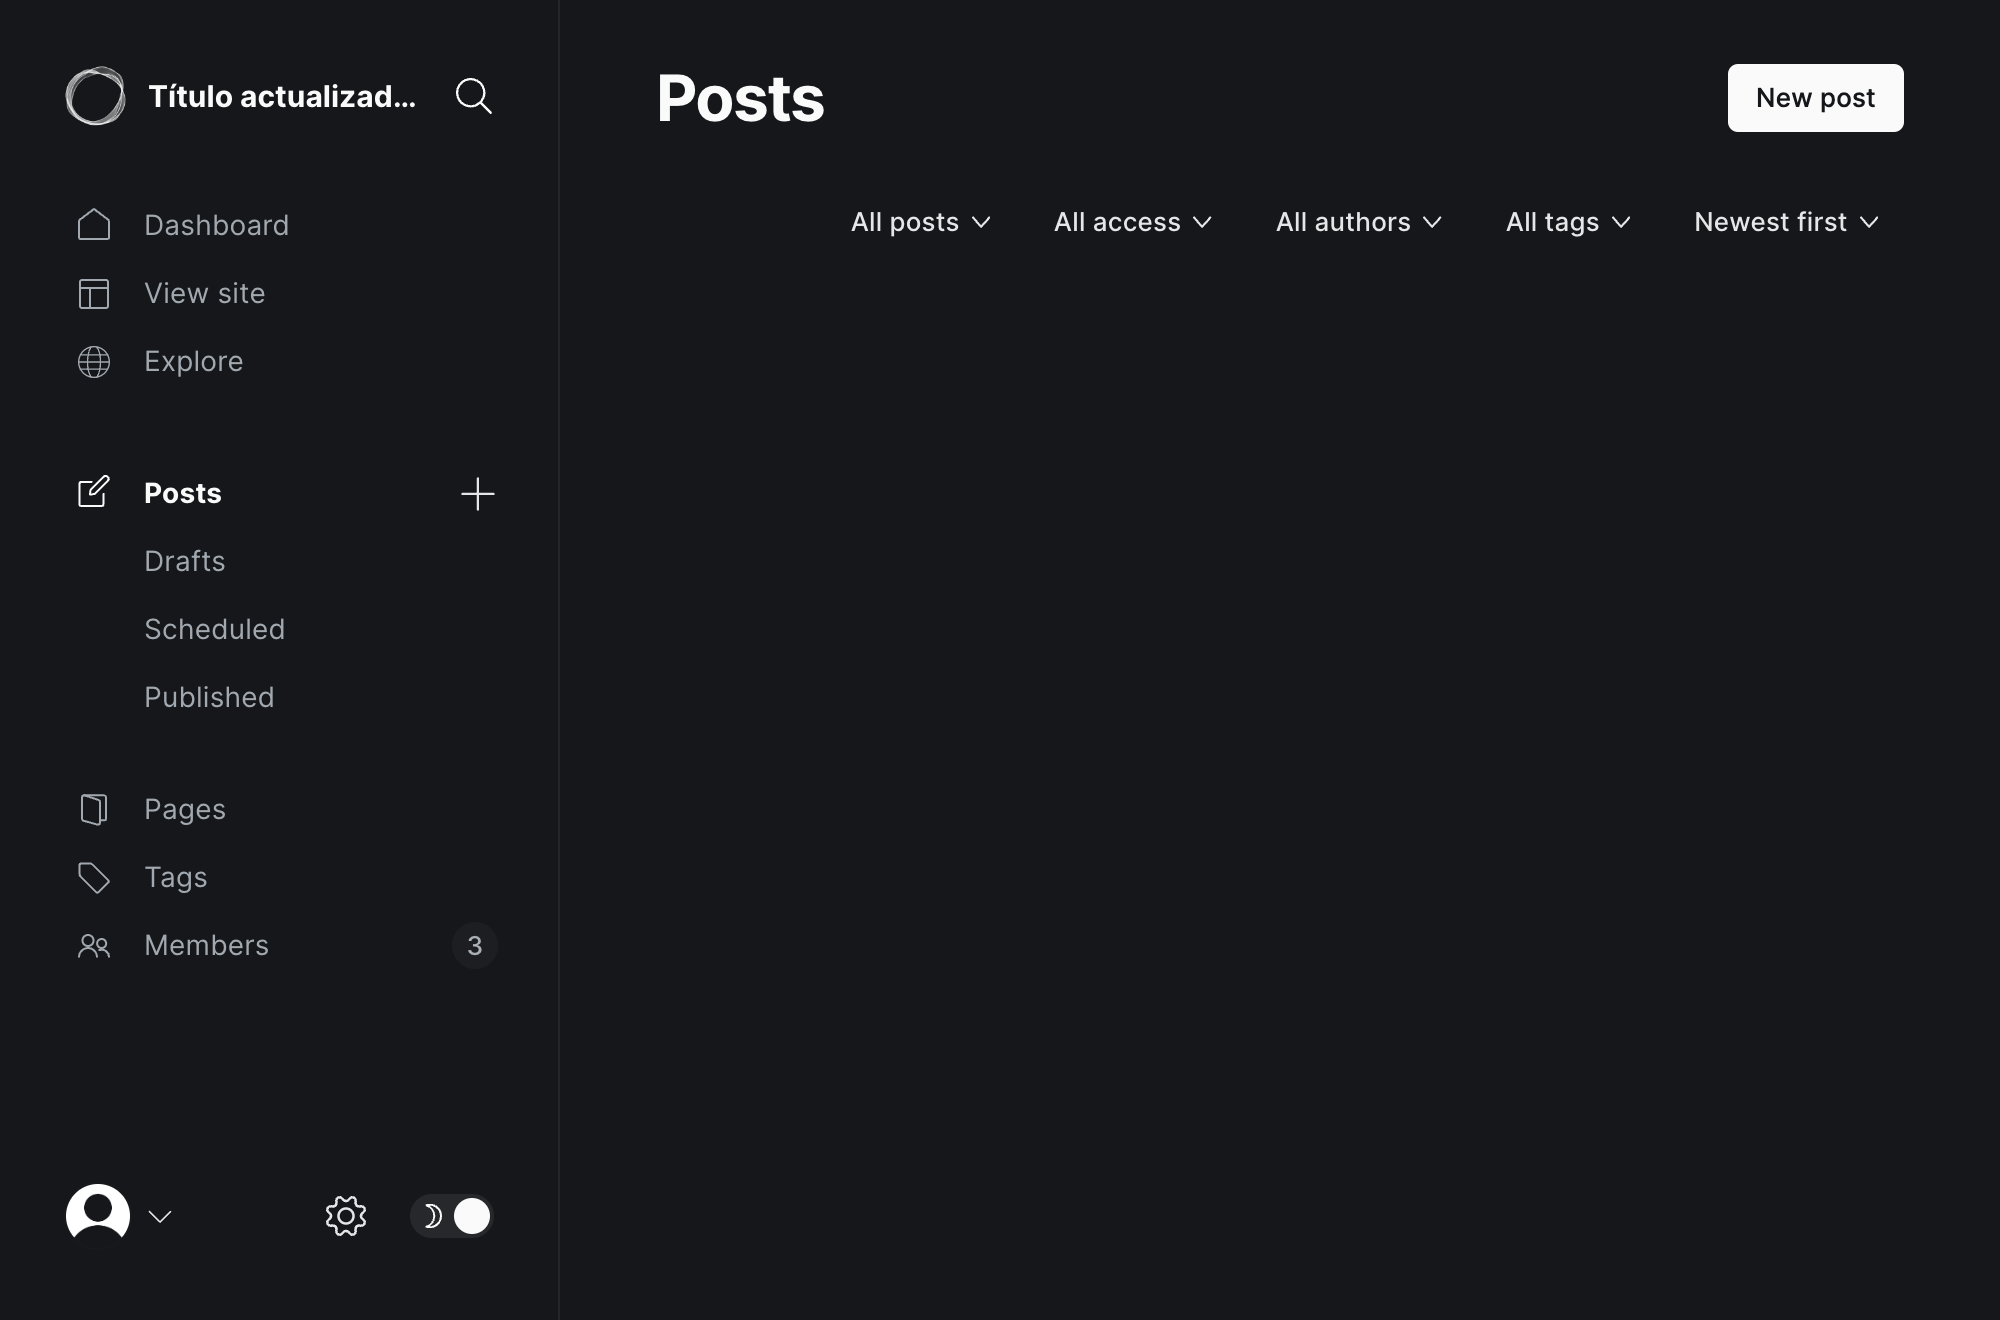 Título actualizad...
Dashboard
View site
Explore
Posts
Drafts
Scheduled
Published
Pages
Tags
Members 3
Posts
New post
All posts All access All authors All tags Newest first